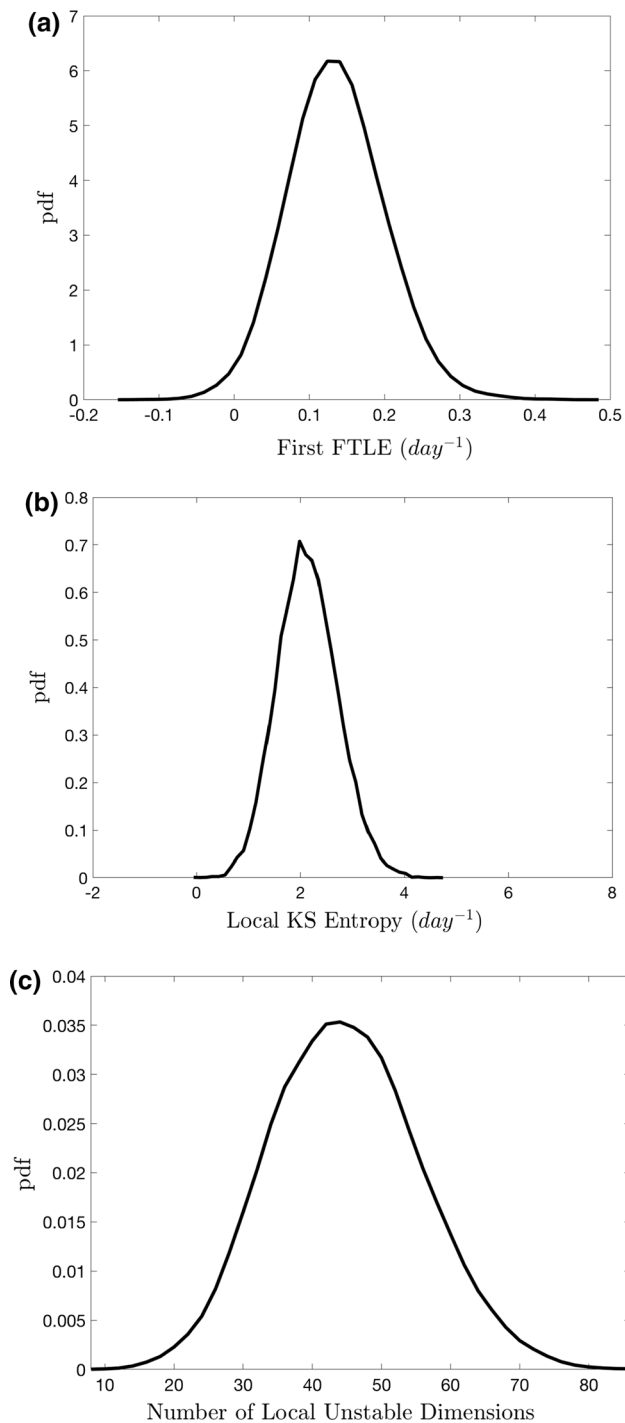 (a)
7
6
5
4
3
2
1
0
pdf
-0.2 -0.1 0 0.1 0.2 0.3 0.4 0.5
First FTLE (day⁻¹)
(b)
0.8
0.7
0.6
0.5
0.4
0.3
0.2
0.1
0
pdf
-2 0 2 4 6 8
Local KS Entropy (day⁻¹)
(c)
0.04
0.035
0.03
0.025
0.02
0.015
0.01
0.005
0
pdf
10 20 30 40 50 60 70 80
Number of Local Unstable Dimensions